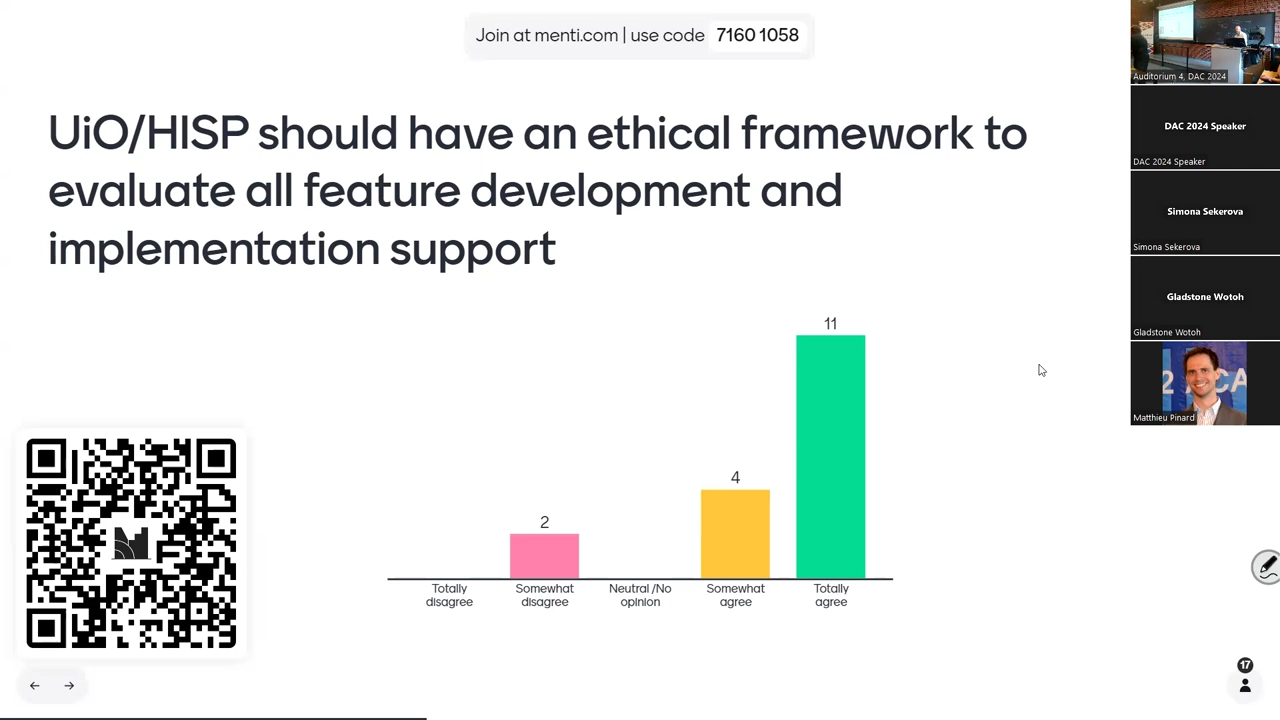 Join at menti.com | use code 7160 1058
UiO/HISP should have an ethical framework to
evaluate all feature development and
implementation support
11
4
2
Totally
disagree
Somewhat
disagree
Neutral /No
opinion
Somewhat
agree
Totally
agree
17
Auditorium 4, DAC 2024
DAC 2024 Speaker
DAC 2024 Speaker
Simona Sekerova
Simona Sekerova
Gladstone Wotoh
Gladstone Wotoh
Matthieu Pinard